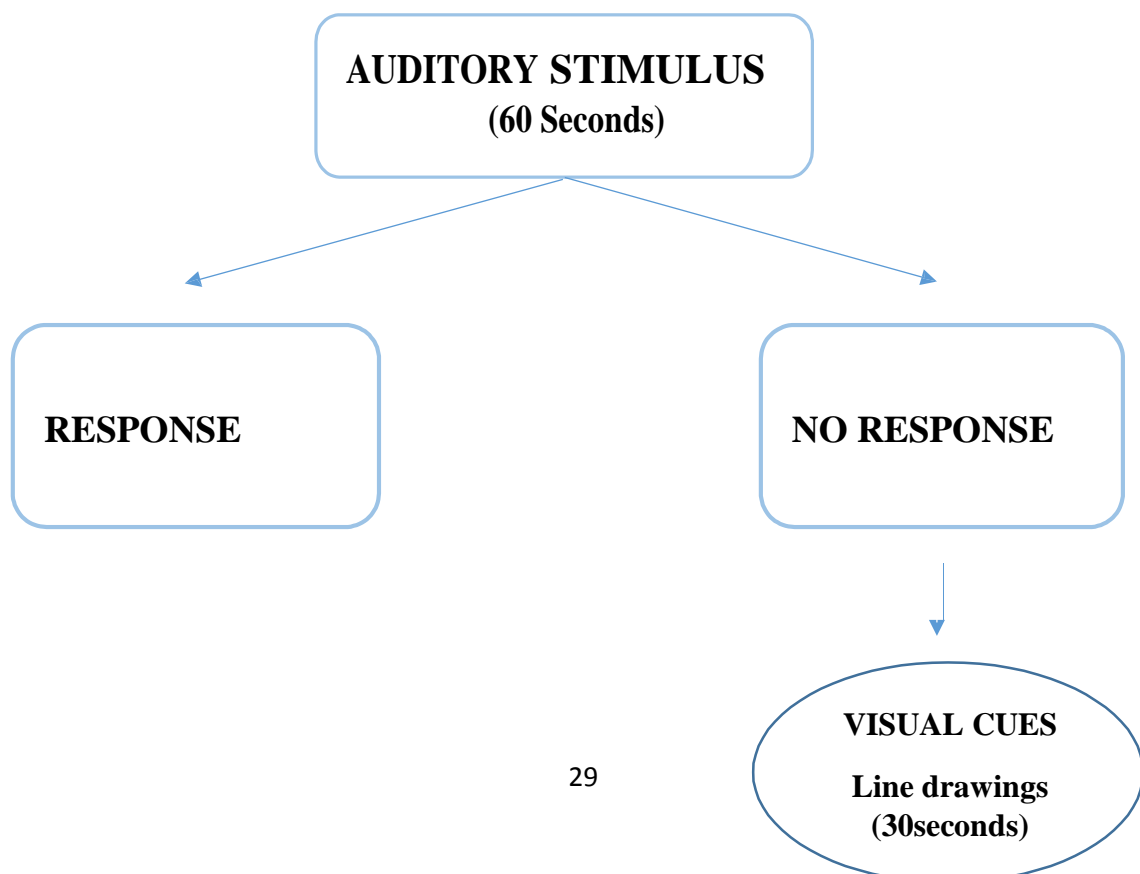 AUDITORY STIMULUS
(60 Seconds)
RESPONSE
NO RESPONSE
VISUAL CUES
Line drawings
(30seconds)
29